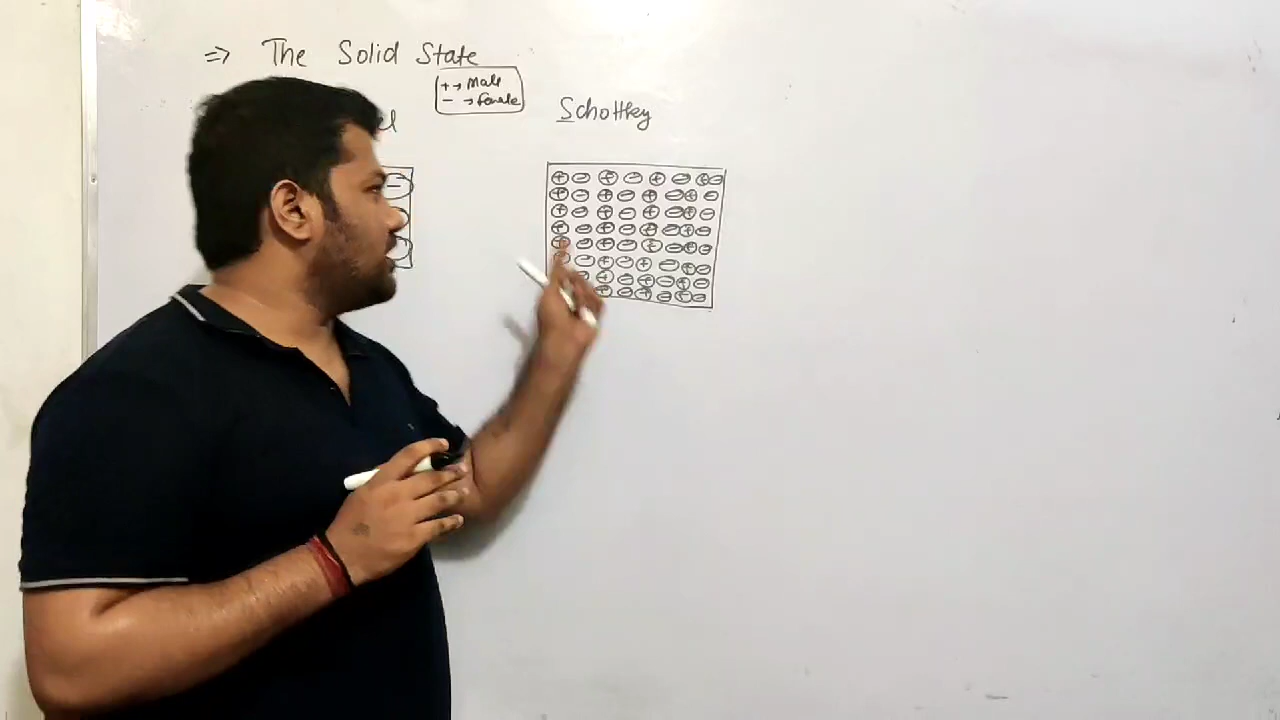 ⇒ The Solid State
+ → Male
− → female
Schottky
+ − + − + − + −
+ − + − + − + −
+ − + − + − + −
+ − + − + − + −
+ − + − + − + −
− + − + − + −
− + − + − + −
+ − + − + −
−